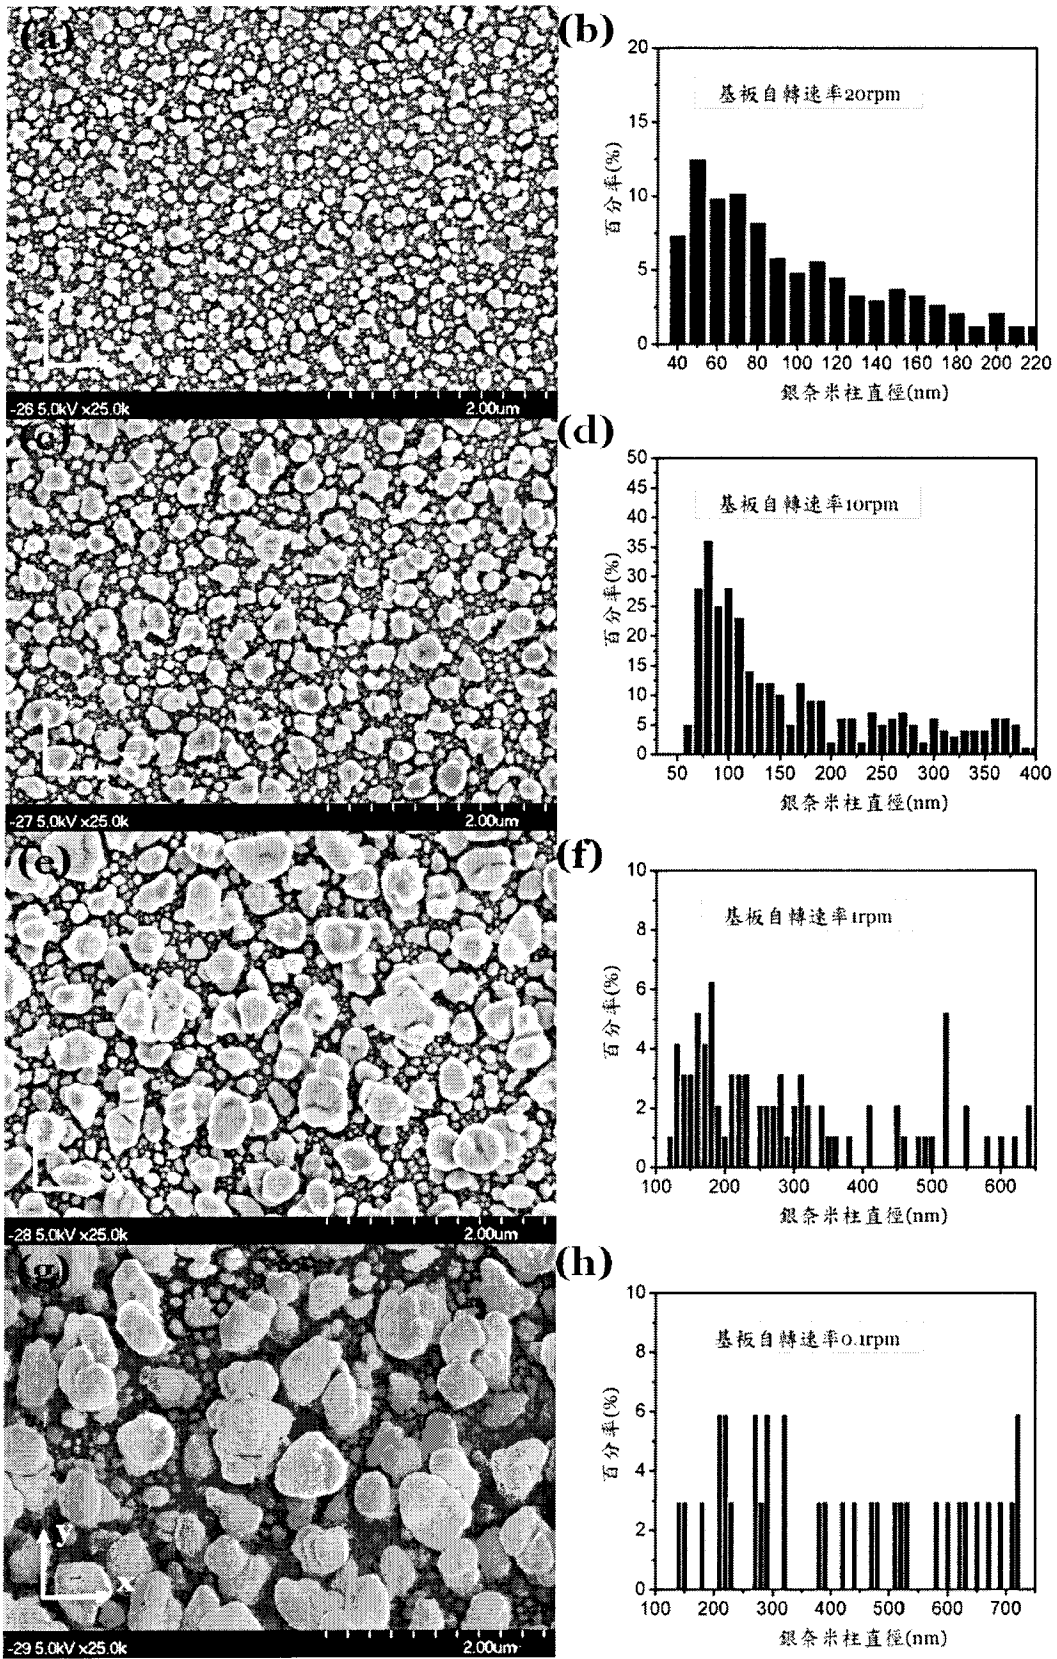 (a)
-26 5.0kV x25.0k 2.00um
(b)
20
15
10
5
0
百分率(%)
基板自轉速率20rpm
40 60 80 100 120 140 160 180 200 220
銀奈米柱直徑(nm)
(c)
-27 5.0kV x25.0k 2.00um
(d)
50
45
40
35
30
25
20
15
10
5
0
百分率(%)
基板自轉速率10rpm
50 100 150 200 250 300 350 400
銀奈米柱直徑(nm)
(e)
-28 5.0kV x25.0k 2.00um
(f)
10
8
6
4
2
0
百分率(%)
基板自轉速率1rpm
100 200 300 400 500 600
銀奈米柱直徑(nm)
(g)
y
x
-29 5.0kV x25.0k 2.00um
(h)
10
8
6
4
2
0
百分率(%)
基板自轉速率0.1rpm
100 200 300 400 500 600 700
銀奈米柱直徑(nm)